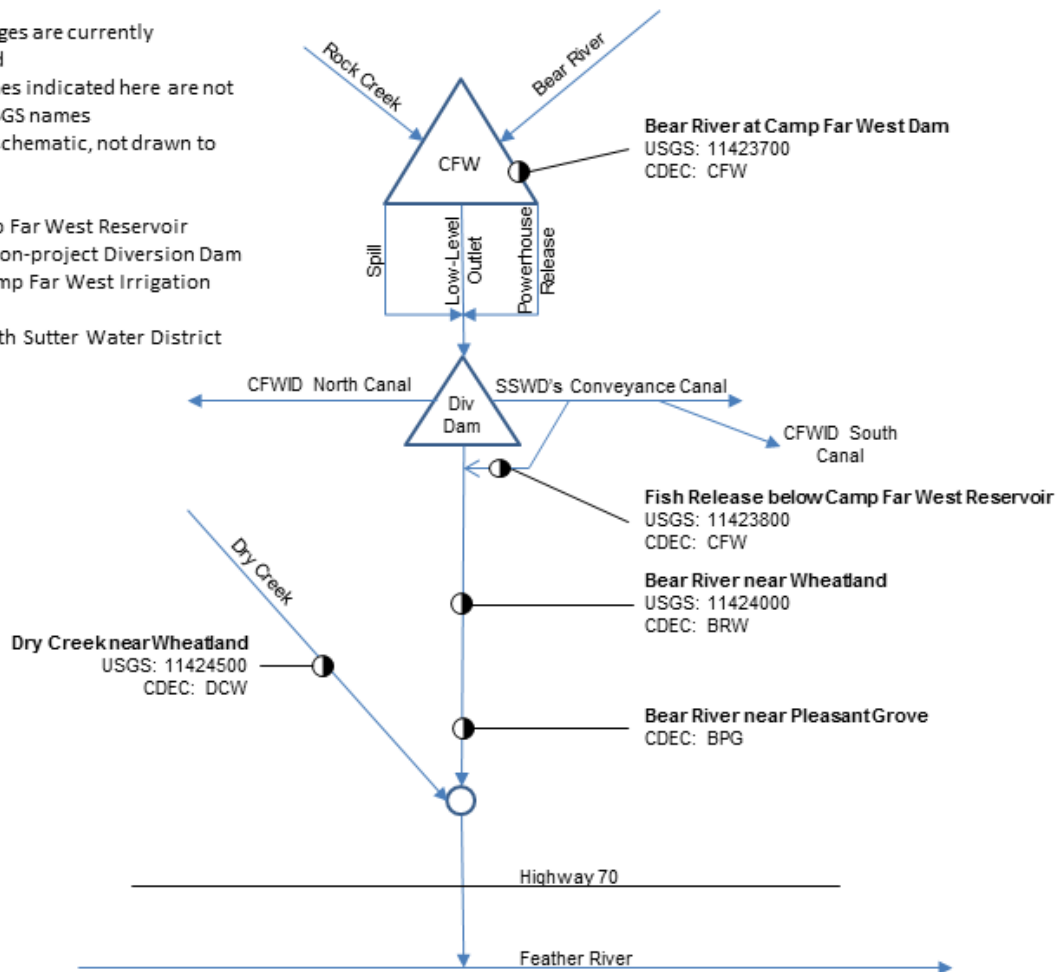 ges are currently
d
es indicated here are not
SGS names
schematic, not drawn to
p Far West Reservoir
on-project Diversion Dam
mp Far West Irrigation
th Sutter Water District
Rock Creek
Bear River
CFW
Bear River at Camp Far West Dam
USGS: 11423700
CDEC: CFW
Spill
Low-Level
Outlet
Powerhouse
Release
CFWID North Canal
Div
Dam
SSWD's Conveyance Canal
CFWID South
Canal
Fish Release below Camp Far West Reservoir
USGS: 11423800
CDEC: CFW
Dry Creek
Bear River near Wheatland
USGS: 11424000
CDEC: BRW
Dry Creek near Wheatland
USGS: 11424500
CDEC: DCW
Bear River near Pleasant Grove
CDEC: BPG
Highway 70
Feather River